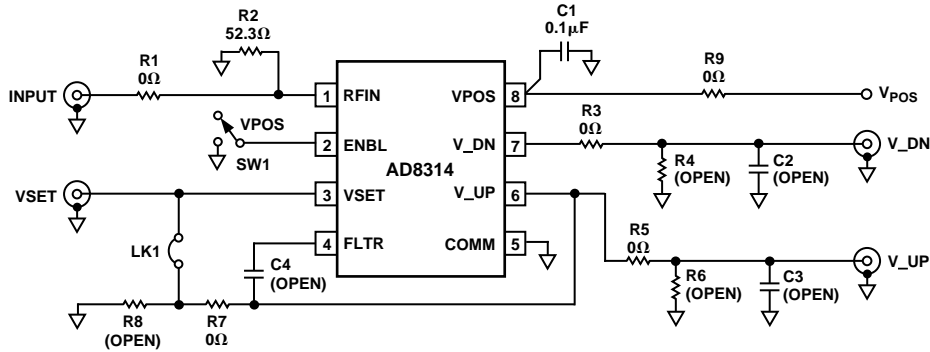 C1
0.1µF
R2
52.3Ω
R1
0Ω
R9
0Ω
INPUT
1 RFIN
VPOS 8
VPOS
R3
0Ω
VPOS
SW1
2 ENBL
V_DN 7
V_DN
AD8314
R4
(OPEN)
C2
(OPEN)
VSET
3 VSET
V_UP 6
LK1
4 FLTR
COMM 5
R5
0Ω
V_UP
C4
(OPEN)
R6
(OPEN)
C3
(OPEN)
R8
(OPEN)
R7
0Ω